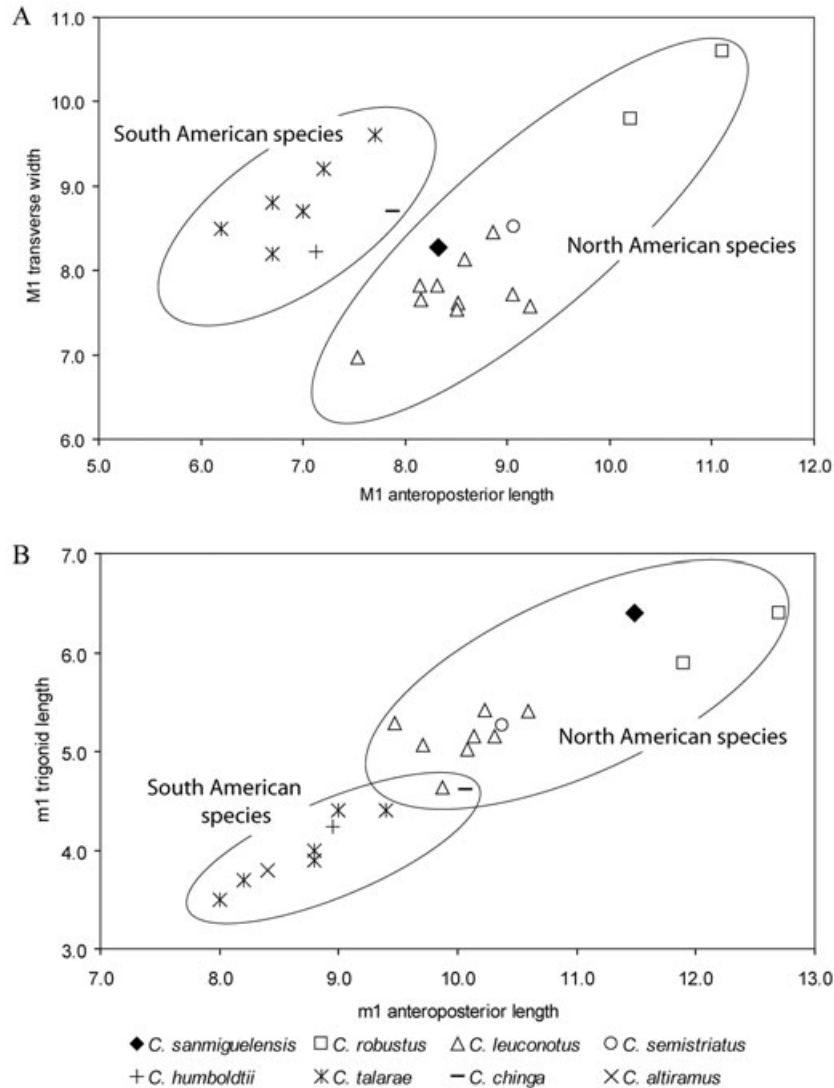 A
11.0
10.0
9.0
8.0
7.0
6.0
M1 transverse width
South American species
North American species
5.0 6.0 7.0 8.0 9.0 10.0 11.0 12.0
M1 anteroposterior length
B
7.0
6.0
5.0
4.0
3.0
m1 trigonid length
South American
species
North American species
7.0 8.0 9.0 10.0 11.0 12.0 13.0
m1 anteroposterior length
C. sanmiguelensis C. robustus C. leuconotus C. semistriatus
C. humboldtii C. talarae C. chinga C. altiramus